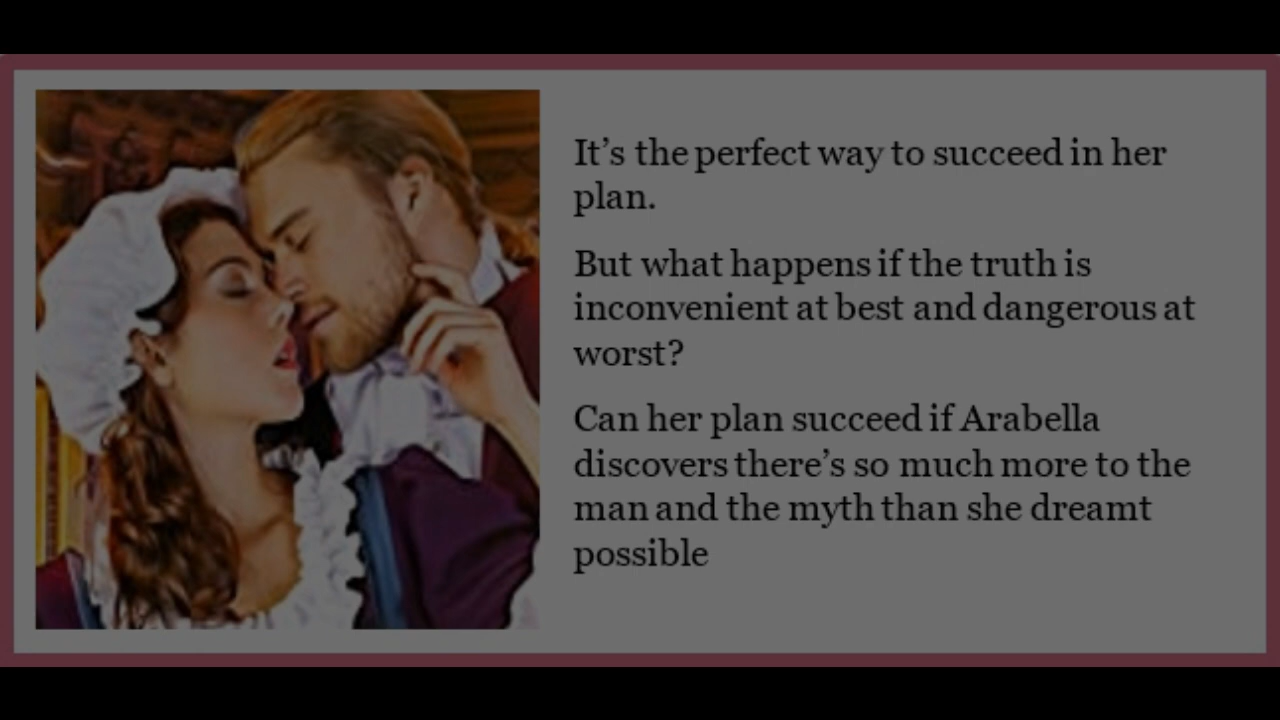 It’s the perfect way to succeed in her
plan.
But what happens if the truth is
inconvenient at best and dangerous at
worst?
Can her plan succeed if Arabella
discovers there’s so much more to the
man and the myth than she dreamt
possible